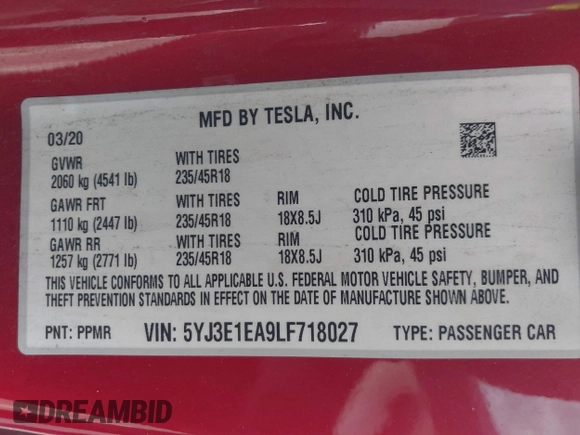 MFD BY TESLA, INC.
03/20
GVWR WITH TIRES
2060 kg (4541 lb) 235/45R18
GAWR FRT WITH TIRES RIM COLD TIRE PRESSURE
1110 kg (2447 lb) 235/45R18 18X8.5J 310 kPa, 45 psi
GAWR RR WITH TIRES RIM COLD TIRE PRESSURE
1257 kg (2771 lb) 235/45R18 18X8.5J 310 kPa, 45 psi
THIS VEHICLE CONFORMS TO ALL APPLICABLE U.S. FEDERAL MOTOR VEHICLE SAFETY, BUMPER, AND
THEFT PREVENTION STANDARDS IN EFFECT ON THE DATE OF MANUFACTURE SHOWN ABOVE.
PNT: PPMR VIN: 5YJ3E1EA9LF718027 TYPE: PASSENGER CAR
DREAMBID